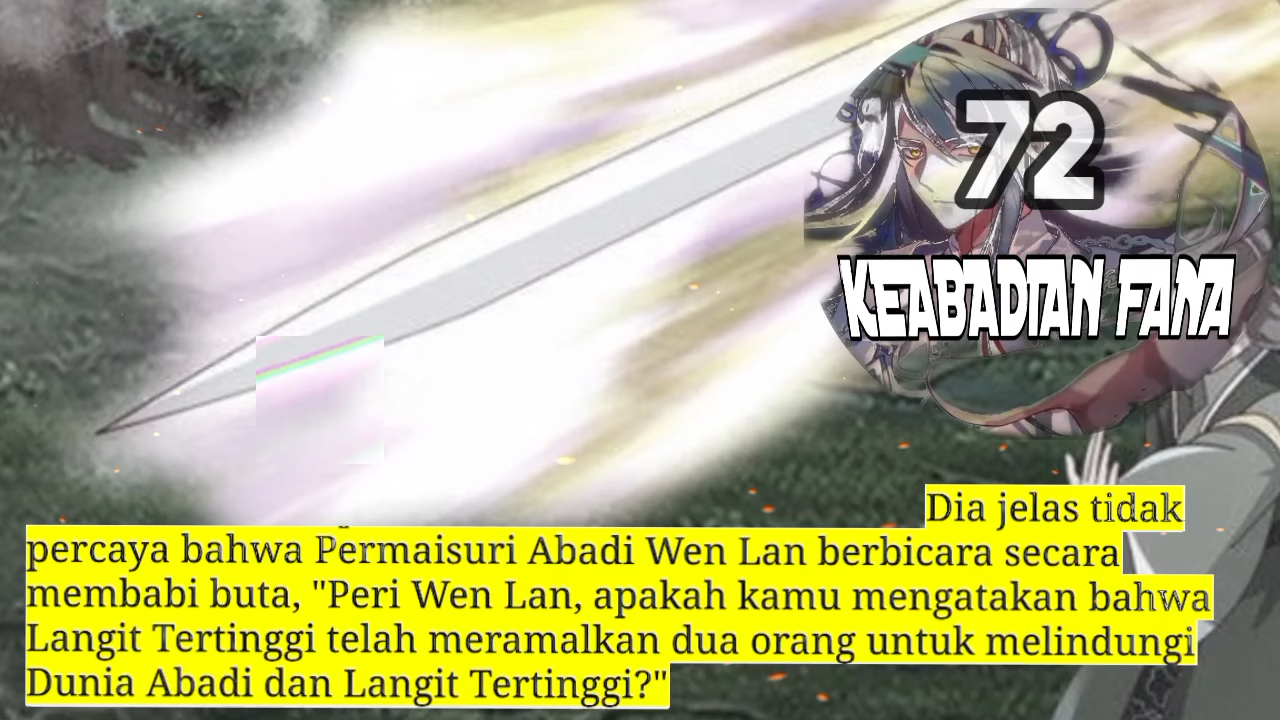 72
KEABADIAN FANA
Dia jelas tidak
percaya bahwa Permaisuri Abadi Wen Lan berbicara secara
membabi buta, "Peri Wen Lan, apakah kamu mengatakan bahwa
Langit Tertinggi telah meramalkan dua orang untuk melindungi
Dunia Abadi dan Langit Tertinggi?"